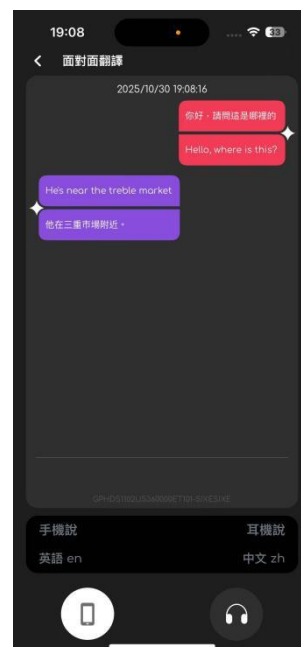 19:08
33
面對面翻譯
2025/10/30 19:08:16
你好，請問這是哪裡的
Hello, where is this?
He's near the treble market
他在三重市場附近。
手機說
耳機說
英語 en
中文 zh